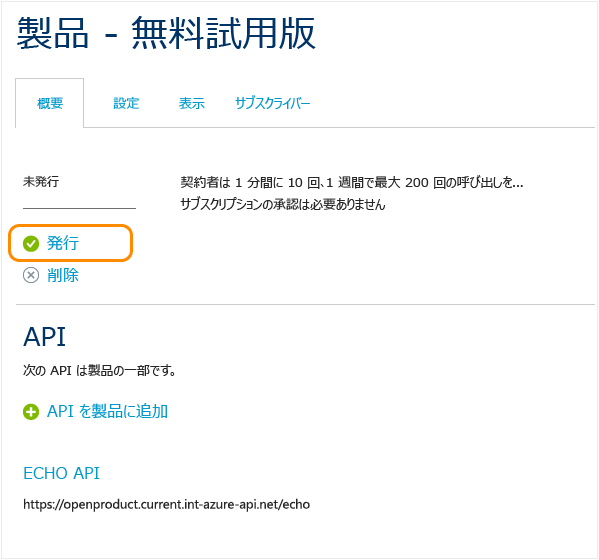 製品 - 無料試用版
概要 設定 表示 サブスクライバー
未発行
契約者は 1 分間に 10 回、1 週間で最大 200 回の呼び出しを...
サブスクリプションの承認は必要ありません
発行
削除
API
次の API は製品の一部です。
API を製品に追加
ECHO API
https://openproduct.current.int-azure-api.net/echo